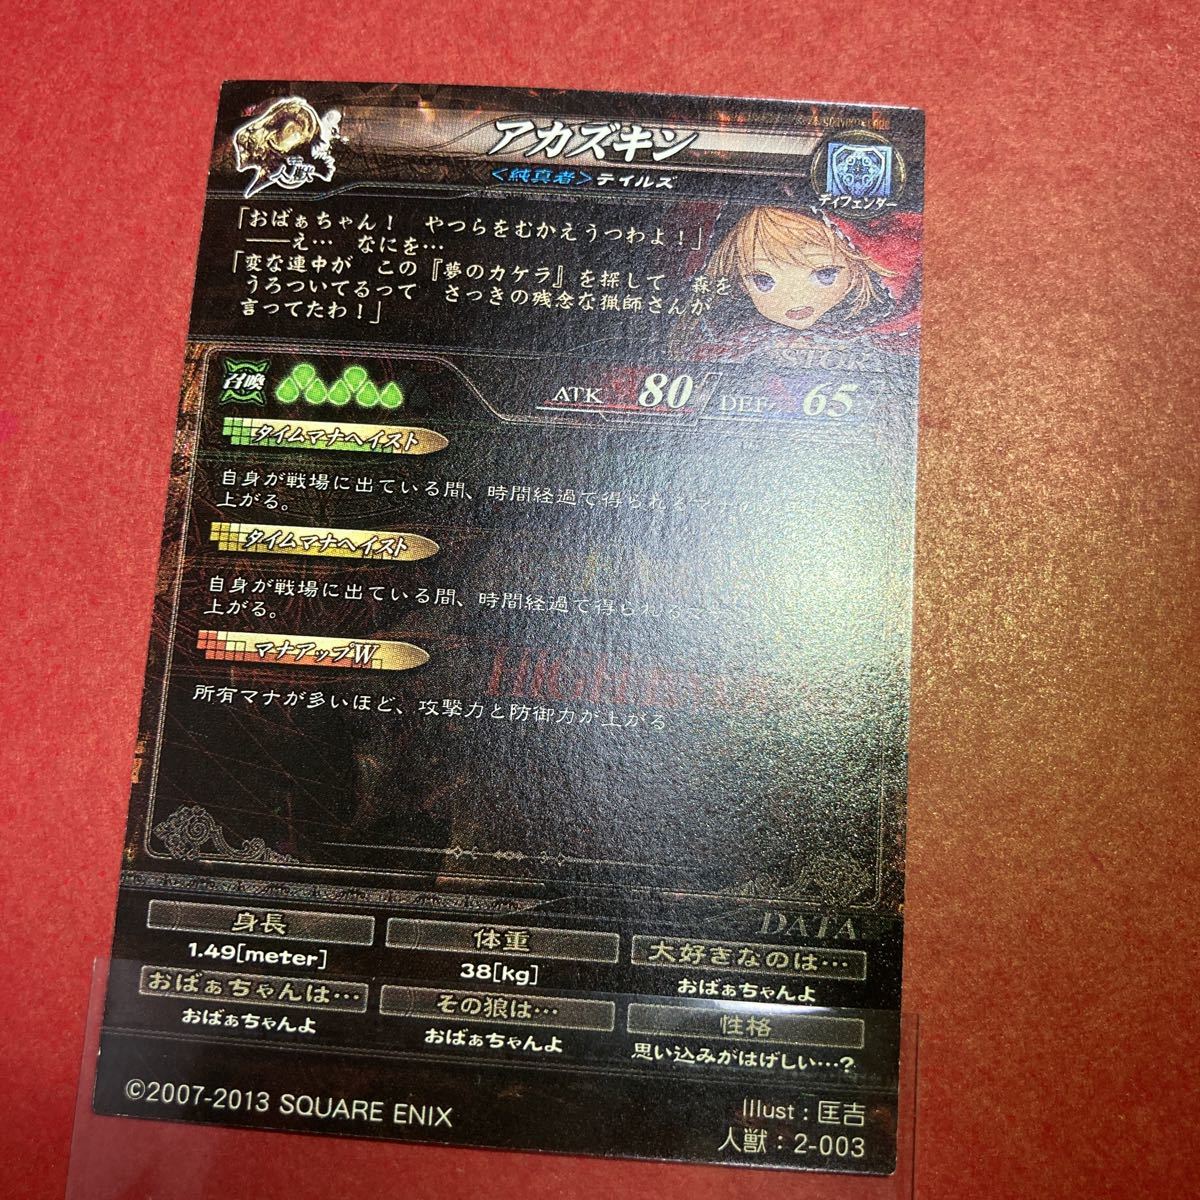 アカズキン
人獣
<純真者>テイルズ
ディフェンダー
「おばぁちゃん！　やつらをむかえうつわよ！」
――え…　なにを…
「変な連中が　この『夢のカケラ』を探して　森を
うろついてるって　さっきの残念な猟師さんが
言ってたわ！」
STORY
召喚
ATK 80 / DEF 65
タイムマナヘイスト
自身が戦場に出ている間、時間経過で得られる
上がる。
タイムマナヘイスト
自身が戦場に出ている間、時間経過で得られる
上がる。
マナアップW
所有マナが多いほど、攻撃力と防御力が上がる
DATA
身長
1.49[meter]
体重
38[kg]
大好きなのは…
おばぁちゃんよ
おばぁちゃんは…
おばぁちゃんよ
その狼は…
おばぁちゃんよ
性格
思い込みがはげしい…?
©2007-2013 SQUARE ENIX
Illust：匡吉
人獣：2-003